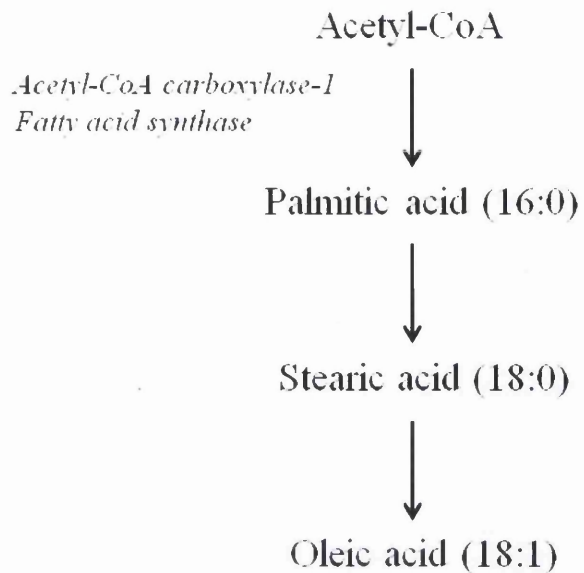 Acetyl-CoA
Acetyl-CoA carboxylase-1
Fatty acid synthase
Palmitic acid (16:0)
Stearic acid (18:0)
Oleic acid (18:1)